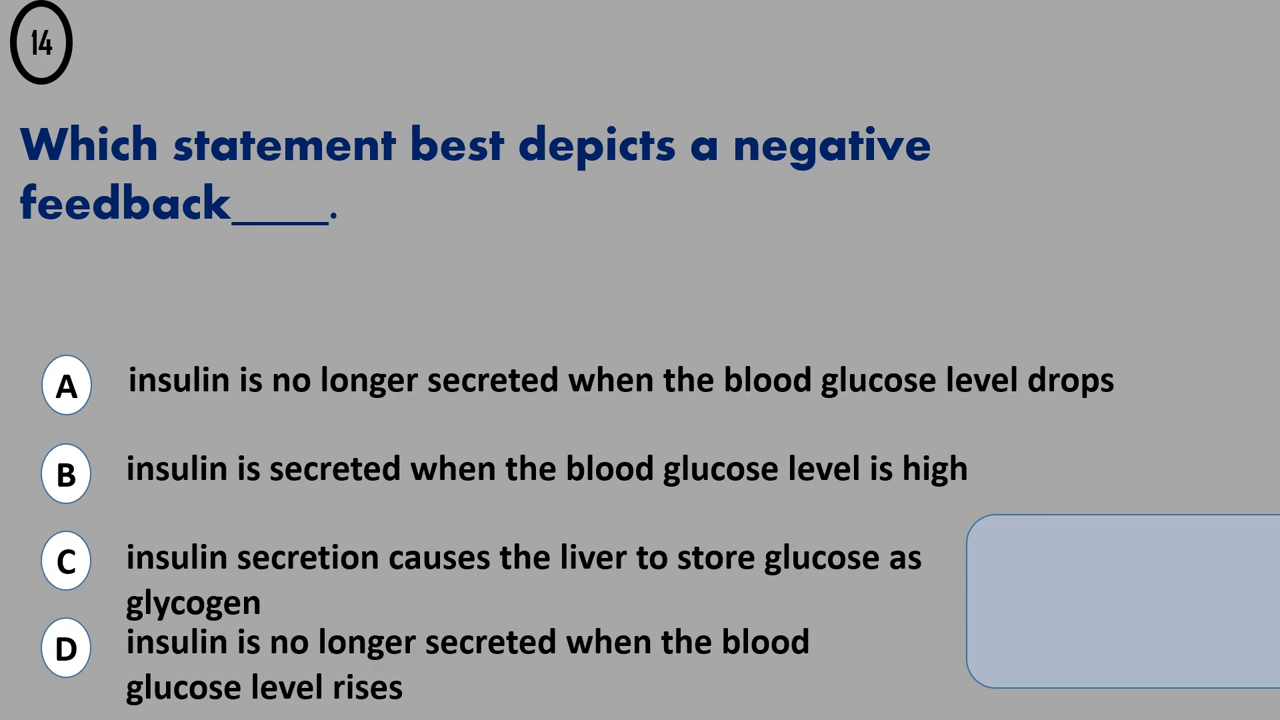 14
Which statement best depicts a negative
feedback____.
A insulin is no longer secreted when the blood glucose level drops
B insulin is secreted when the blood glucose level is high
C insulin secretion causes the liver to store glucose as
glycogen
D insulin is no longer secreted when the blood
glucose level rises